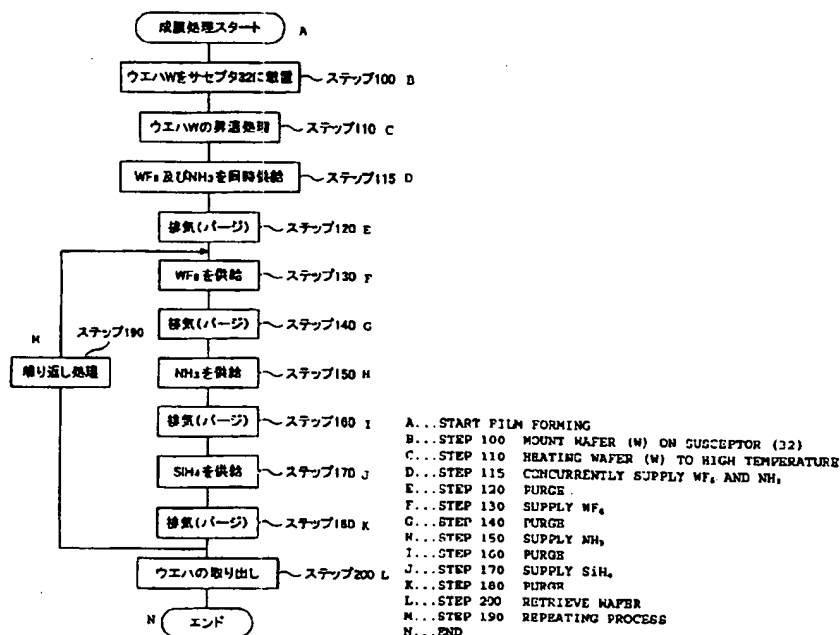 成膜処理スタート A
ウエハWをサセプタ32に載置 ステップ100 B
ウエハWの昇温処理 ステップ110 C
WF₆及びNH₃を同時供給 ステップ115 D
排気(パージ) ステップ120 E
WF₆を供給 ステップ130 F
排気(パージ) ステップ140 G
M ステップ190
繰り返し処理
NH₃を供給 ステップ150 H
排気(パージ) ステップ160 I
SiH₄を供給 ステップ170 J
排気(パージ) ステップ180 K
ウエハの取り出し ステップ200 L
N エンド
A...START FILM FORMING
B...STEP 100 MOUNT WAFER (W) ON SUSCEPTOR (32)
C...STEP 110 HEATING WAFER (W) TO HIGH TEMPERATURE
D...STEP 115 CONCURRENTLY SUPPLY WF₆ AND NH₃
E...STEP 120 PURGE
F...STEP 130 SUPPLY WF₆
G...STEP 140 PURGE
H...STEP 150 SUPPLY NH₃
I...STEP 160 PURGE
J...STEP 170 SUPPLY SiH₄
K...STEP 180 PURGE
L...STEP 200 RETRIEVE WAFER
M...STEP 190 REPEATING PROCESS
N...END